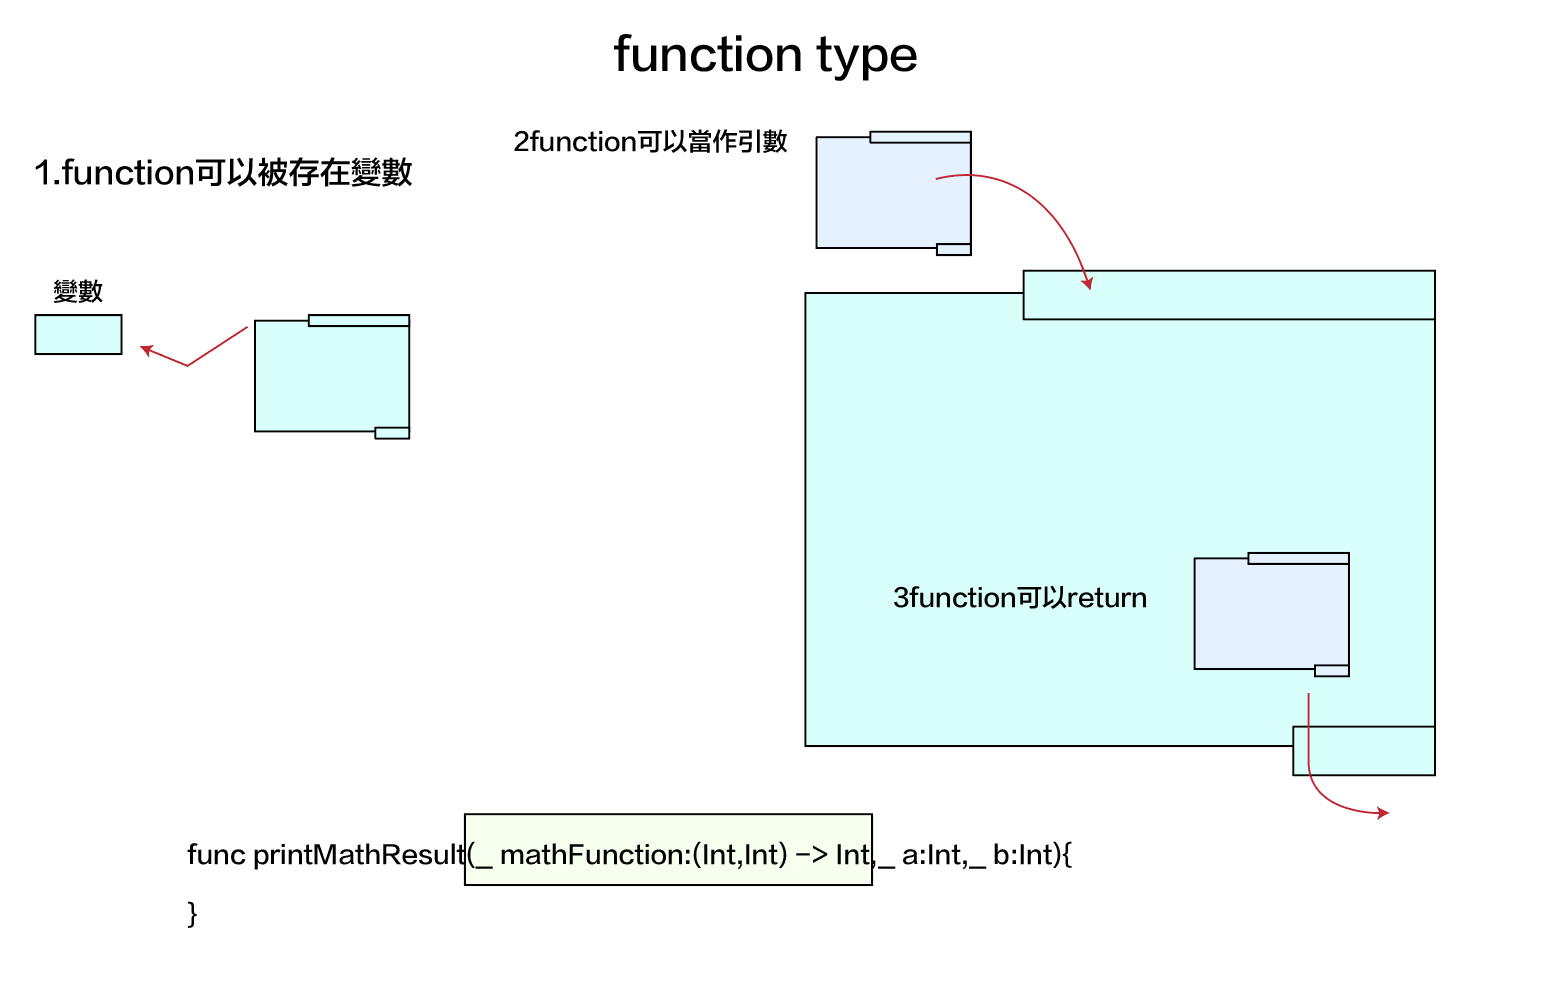 function type
1.function可以被存在變數
2function可以當作引數
變數
3function可以return
func printMathResult(_ mathFunction:(Int,Int) -> Int,_ a:Int,_ b:Int){
}